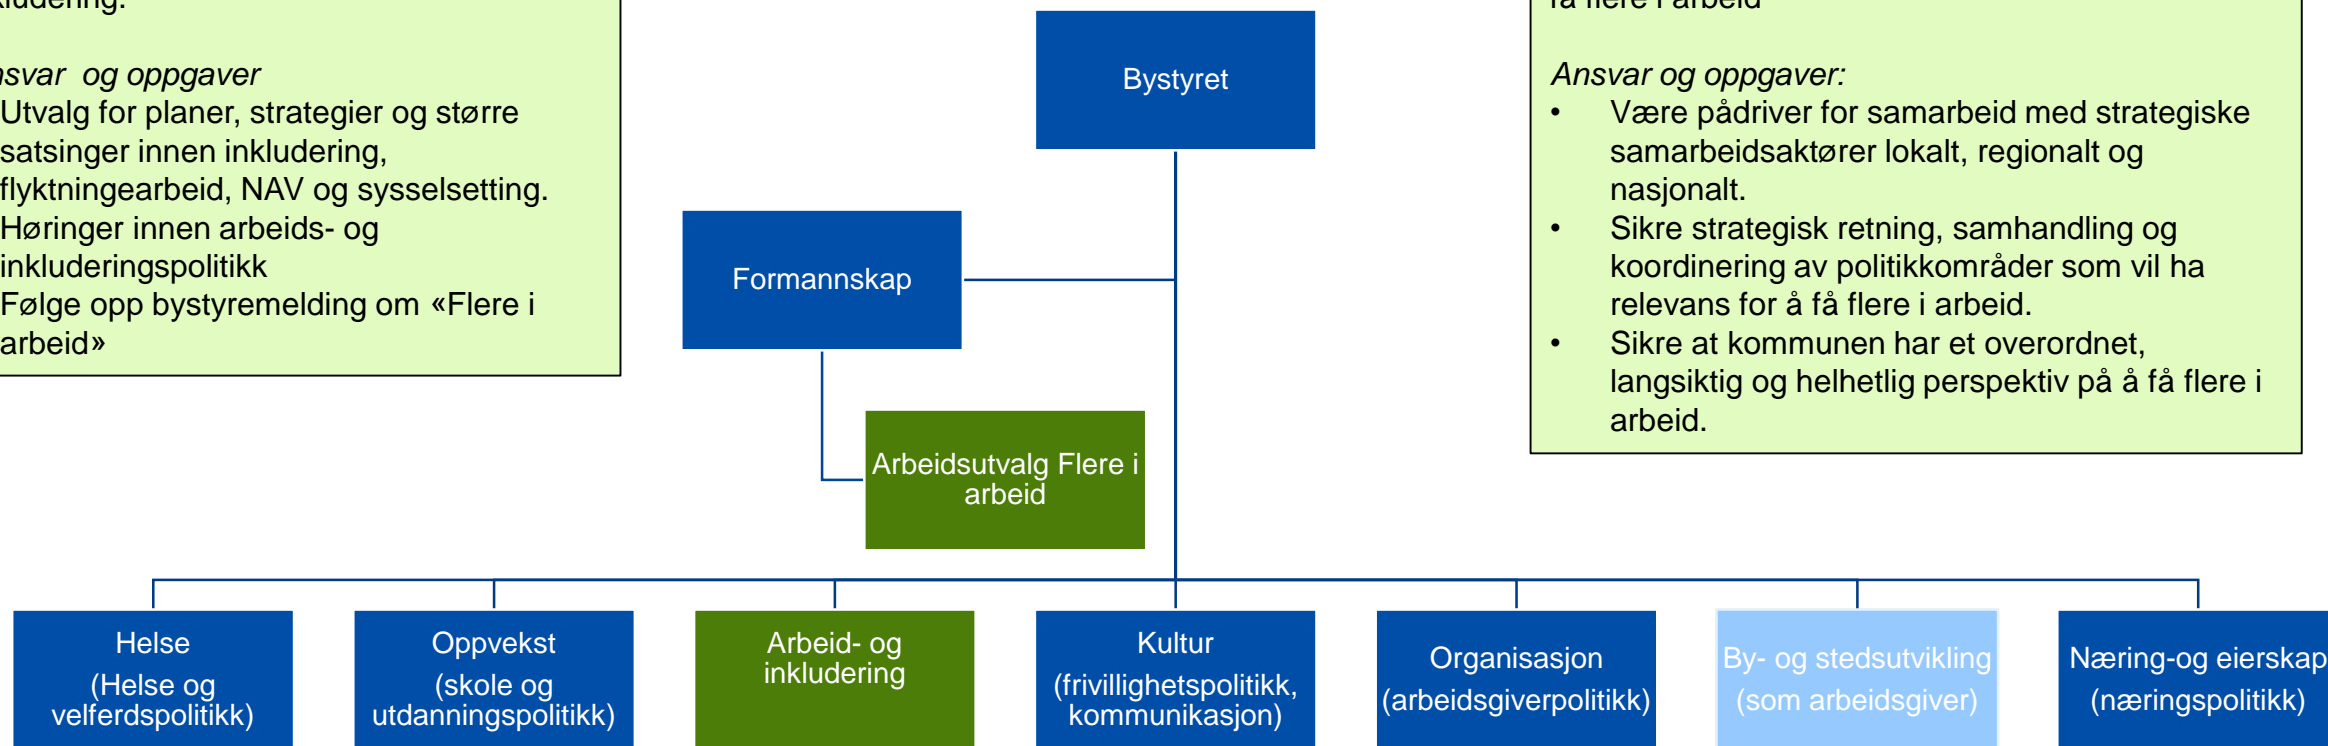 Ansvar og oppgaver
Utvalg for planer, strategier og større
satsinger innen inkludering,
flyktningearbeid, NAV og sysselsetting.
Høringer innen arbeids- og
inkluderingspolitikk
Følge opp bystyremelding om «Flere i
arbeid»
Bystyret
få flere i arbeid
Ansvar og oppgaver:
• Være pådriver for samarbeid med strategiske
samarbeidsaktører lokalt, regionalt og
nasjonalt.
• Sikre strategisk retning, samhandling og
koordinering av politikkområder som vil ha
relevans for å få flere i arbeid.
• Sikre at kommunen har et overordnet,
langsiktig og helhetlig perspektiv på å få flere i
arbeid.
Formannskap
Arbeidsutvalg Flere i
arbeid
Helse
(Helse og
velferdspolitikk)
Oppvekst
(skole og
utdanningspolitikk)
Arbeid- og
inkludering
Kultur
(frivillighetspolitikk,
kommunikasjon)
Organisasjon
(arbeidsgiverpolitikk)
By- og stedsutvikling
(som arbeidsgiver)
Næring-og eierskap
(næringspolitikk)